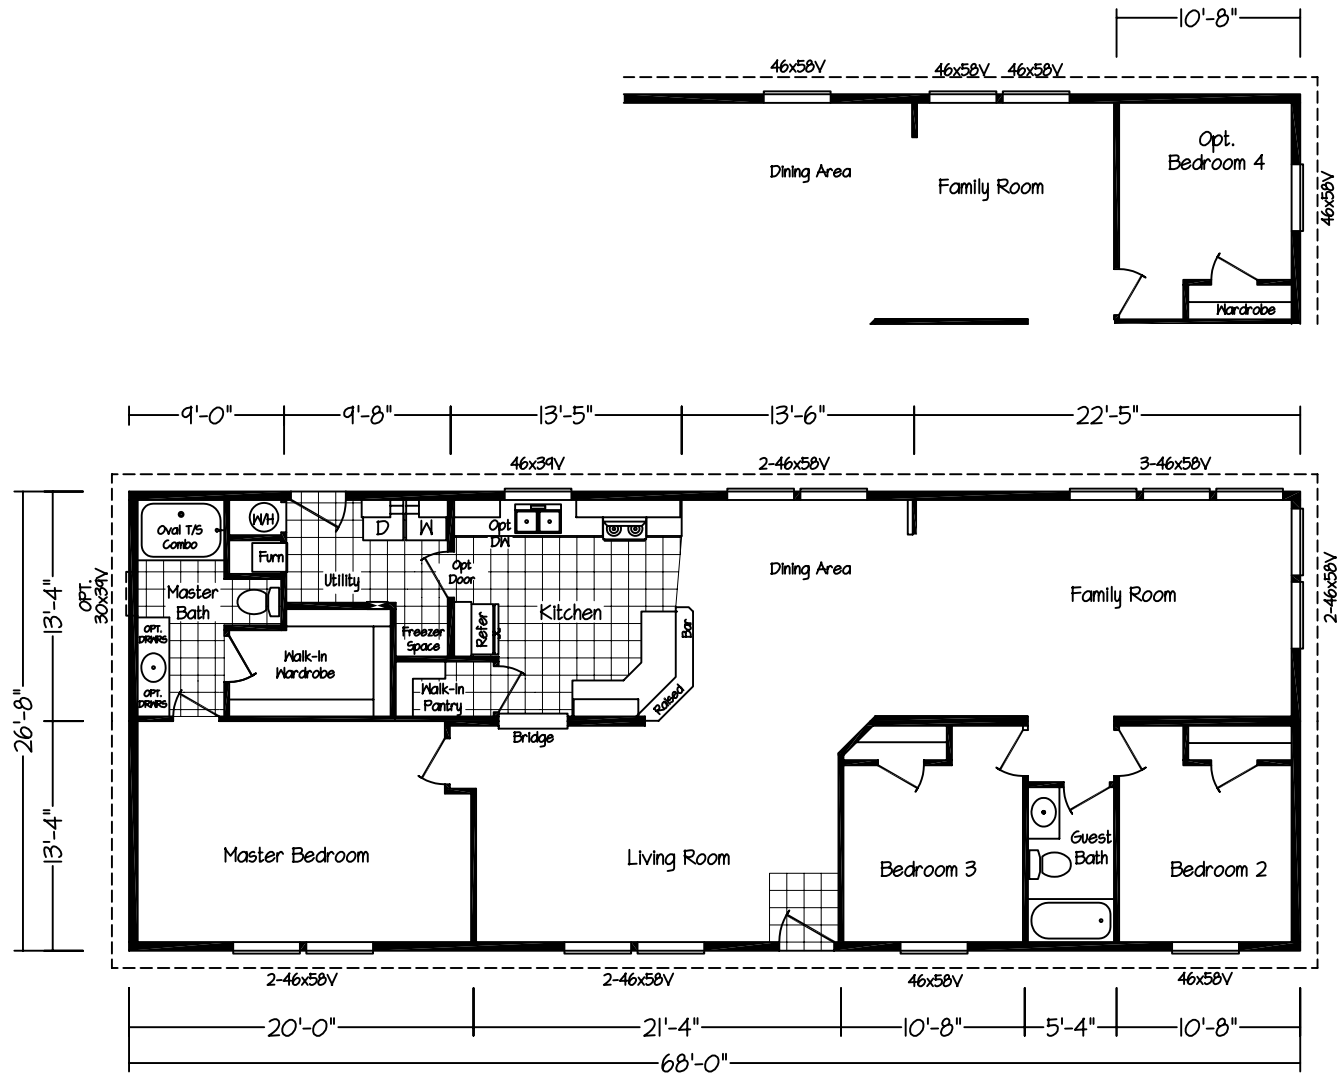 10'-8"
46x58V
46x58V
46x58V
Opt.
Bedroom 4
Dining Area
Family Room
46x58V
Wardrobe
9'-0"
9'-8"
13'-5"
13'-6"
22'-5"
46x39V
2-46x58V
3-46x58V
Oval T/S
Combo
W/H
D
W
Opt
DW
Furn
Opt
Door
Utility
Dining Area
Family Room
2-46x58V
OPT.
30x39V
Master
Bath
Kitchen
Refer
Bar
Raised
13'-4"
OPT.
DRWRS
OPT.
DRWRS
Freezer
Space
Walk-In
Wardrobe
Walk-In
Pantry
Bridge
26'-8"
13'-4"
Master Bedroom
Living Room
Bedroom 3
Guest
Bath
Bedroom 2
2-46x58V
2-46x58V
46x58V
46x58V
20'-0"
21'-4"
10'-8"
5'-4"
10'-8"
68'-0"